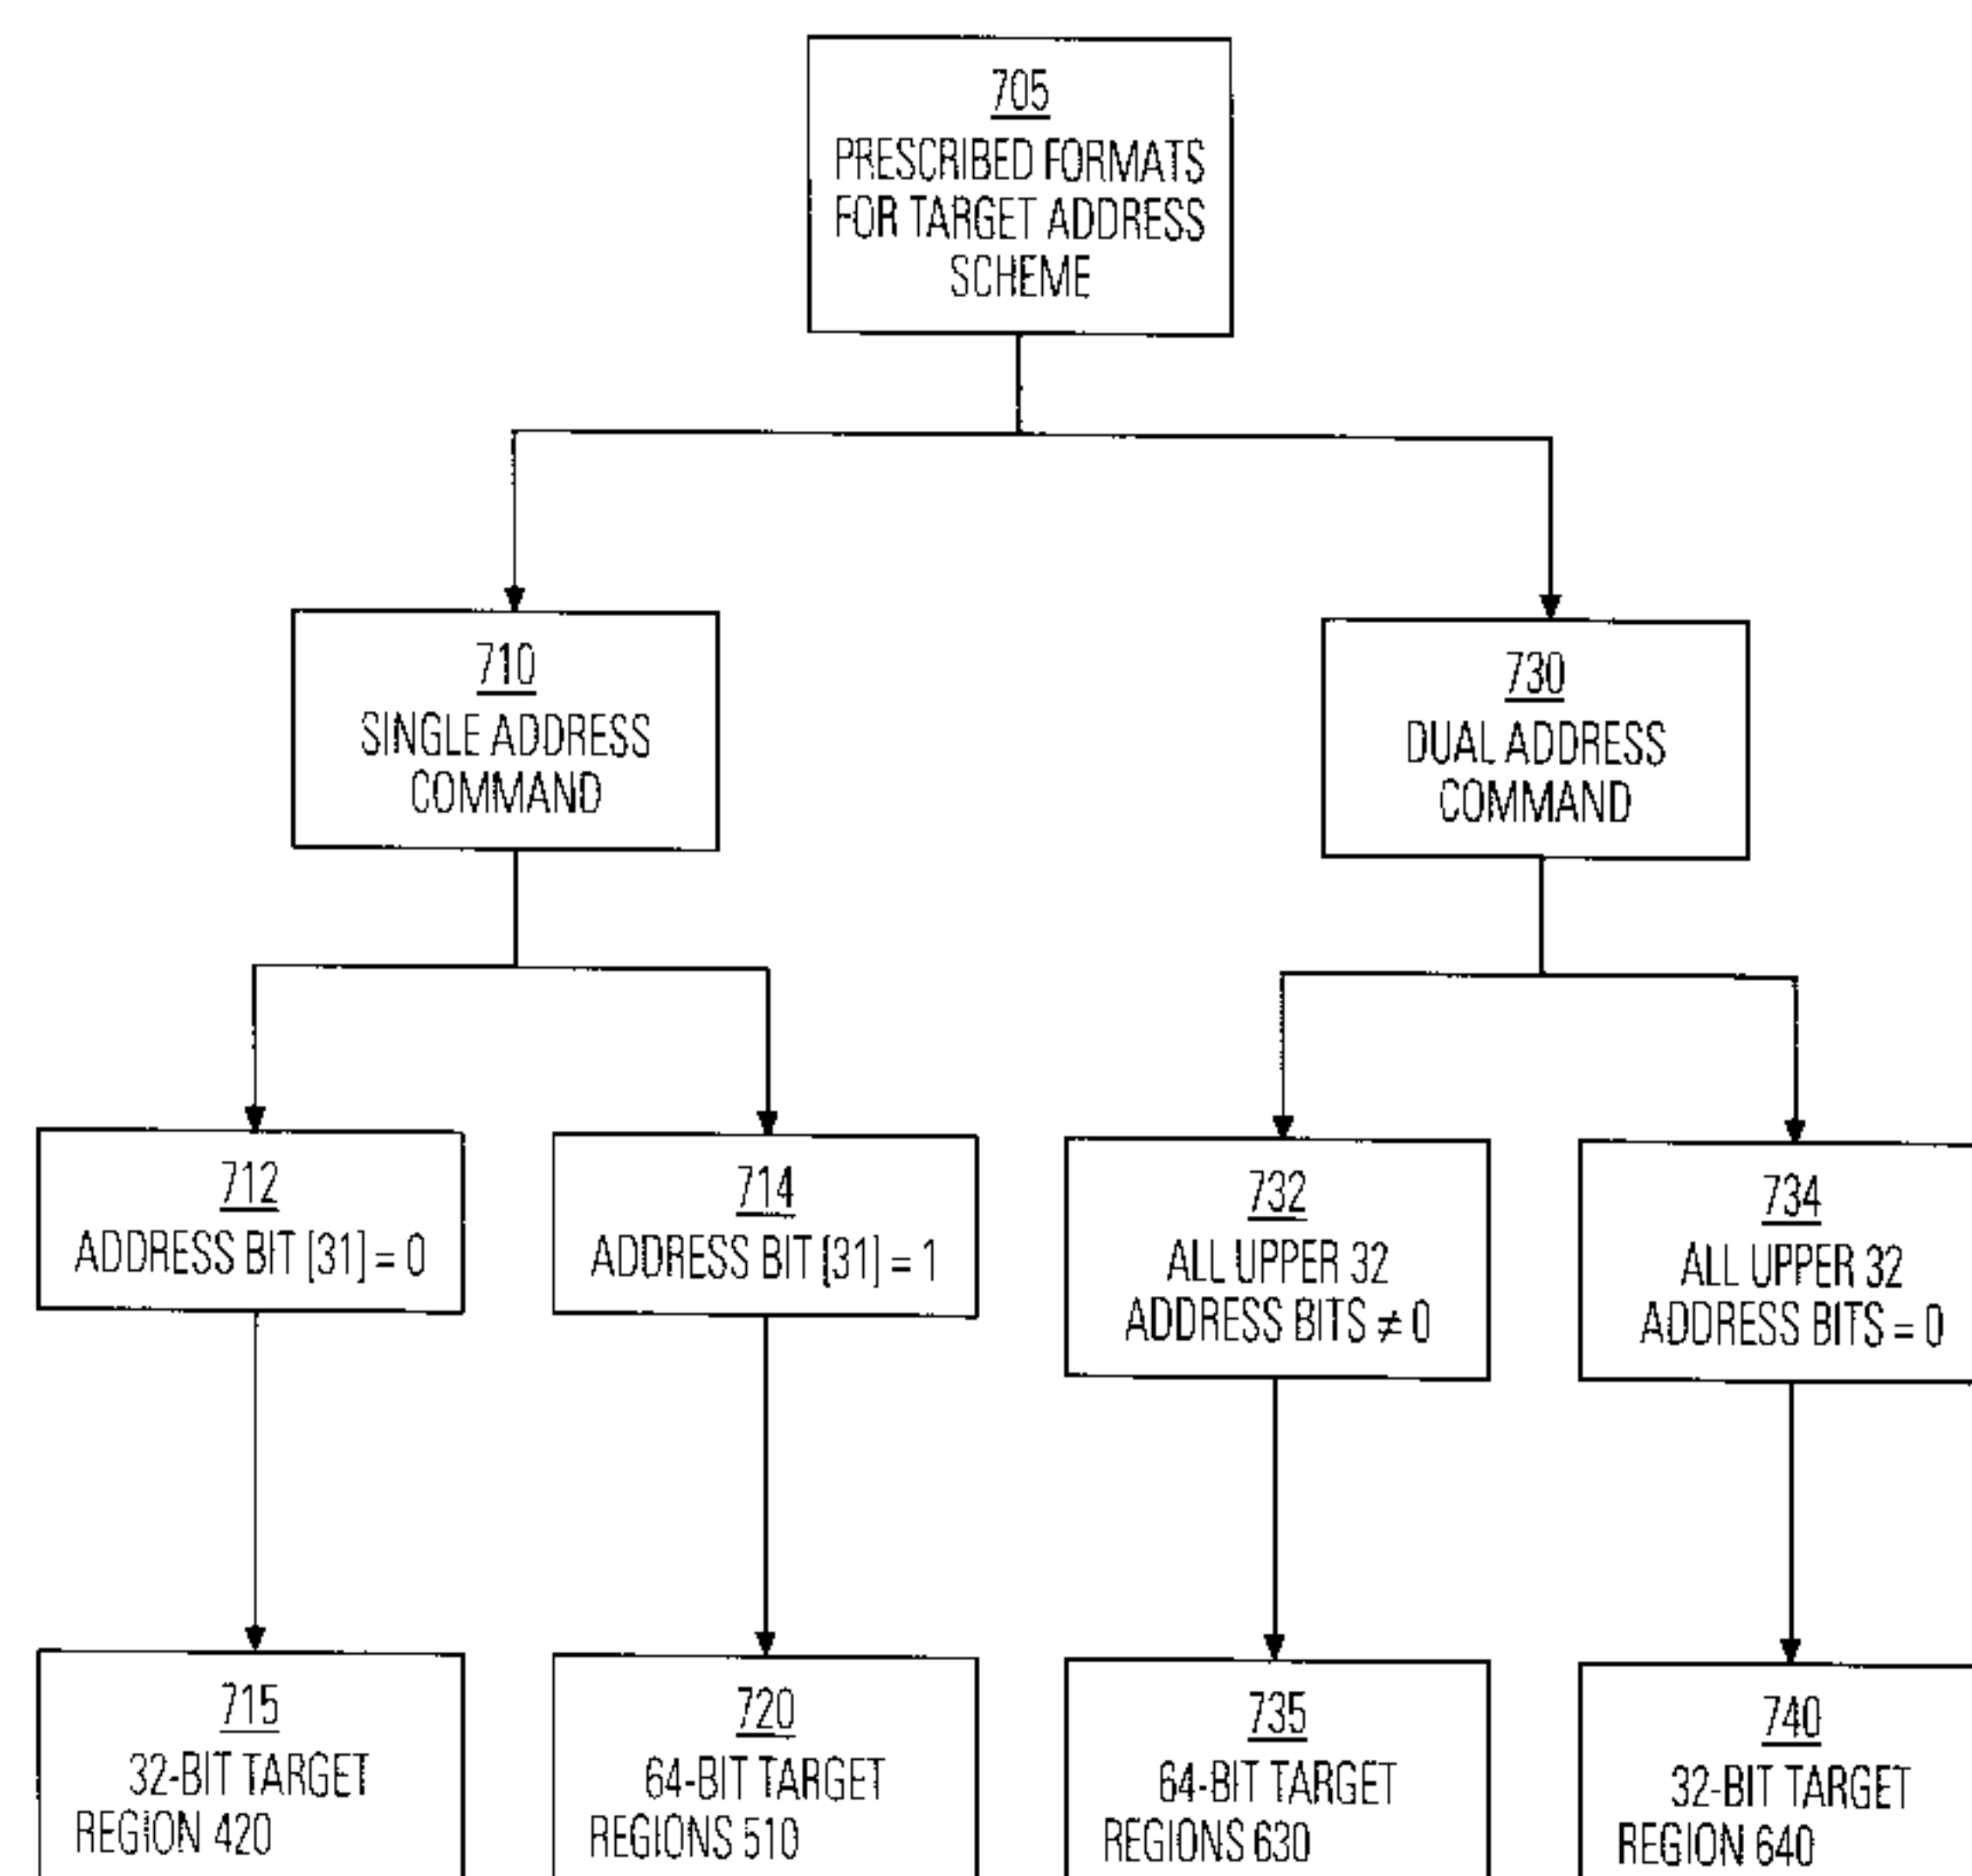 705
PRESCRIBED FORMATS
FOR TARGET ADDRESS
SCHEME
710
SINGLE ADDRESS
COMMAND
730
DUAL ADDRESS
COMMAND
712
ADDRESS BIT [31] = 0
714
ADDRESS BIT [31] = 1
732
ALL UPPER 32
ADDRESS BITS ≠ 0
734
ALL UPPER 32
ADDRESS BITS = 0
715
32-BIT TARGET
REGION 420
720
64-BIT TARGET
REGIONS 510
735
64-BIT TARGET
REGIONS 630
740
32-BIT TARGET
REGION 640